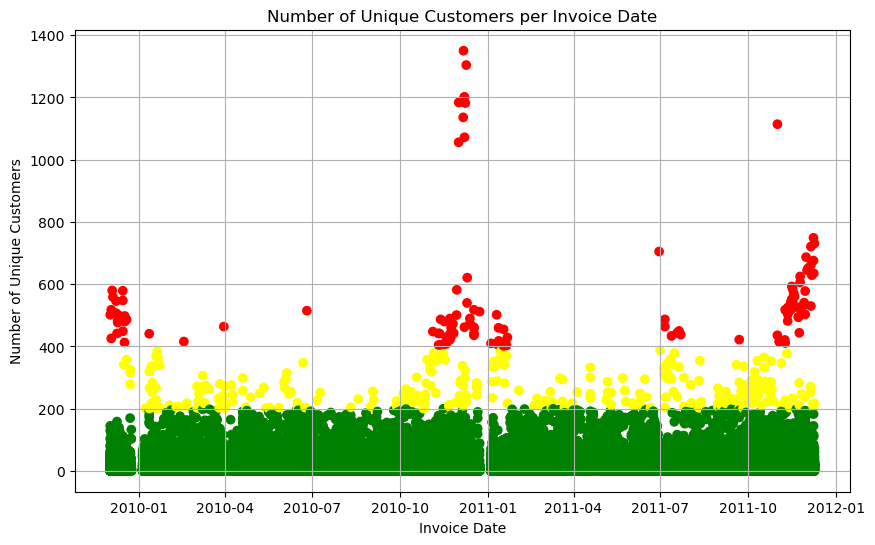 Number of Unique Customers per Invoice Date
Number of Unique Customers
1400
1200
1000
800
600
400
200
0
2010-01 2010-04 2010-07 2010-10 2011-01 2011-04 2011-07 2011-10 2012-01
Invoice Date